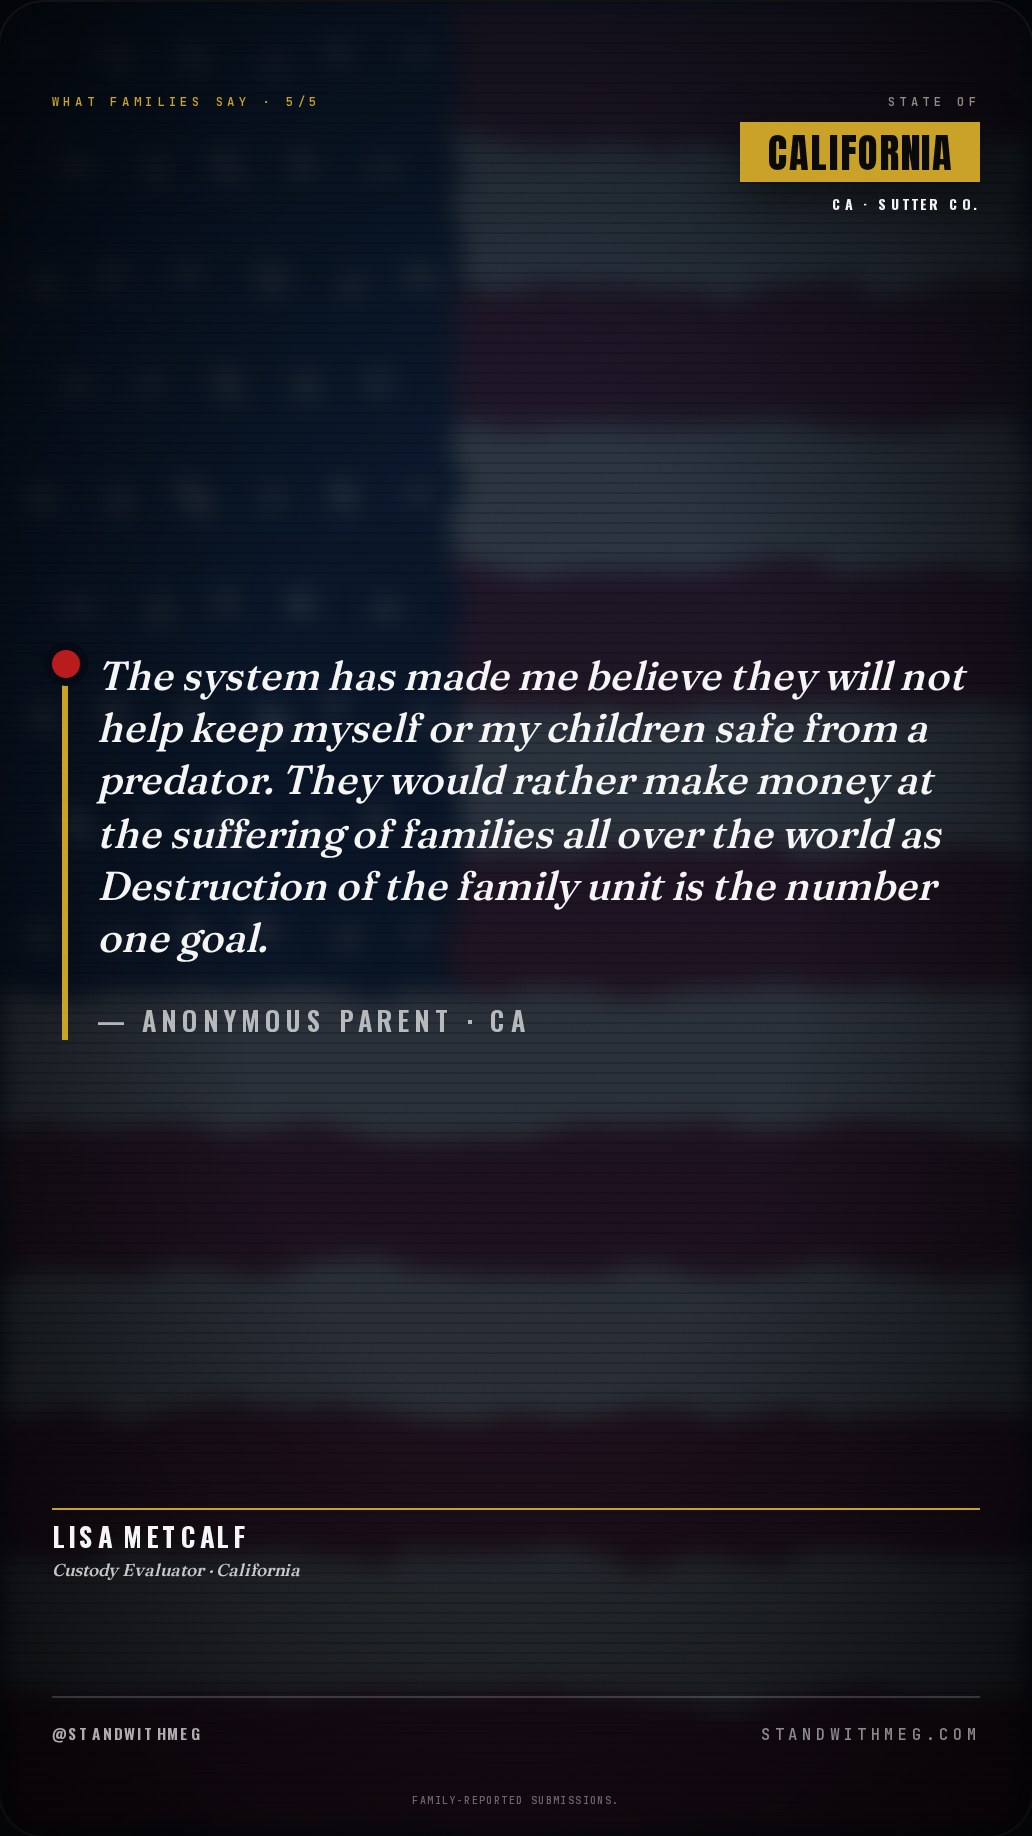 WHAT FAMILIES SAY · 5/5
STATE OF
CALIFORNIA
CA · SUTTER CO.
The system has made me believe they will not
help keep myself or my children safe from a
predator. They would rather make money at
the suffering of families all over the world as
Destruction of the family unit is the number
one goal.
— ANONYMOUS PARENT · CA
LISA METCALF
Custody Evaluator · California
@STANDWITHMEG
STANDWITHMEG.COM
FAMILY-REPORTED SUBMISSIONS.